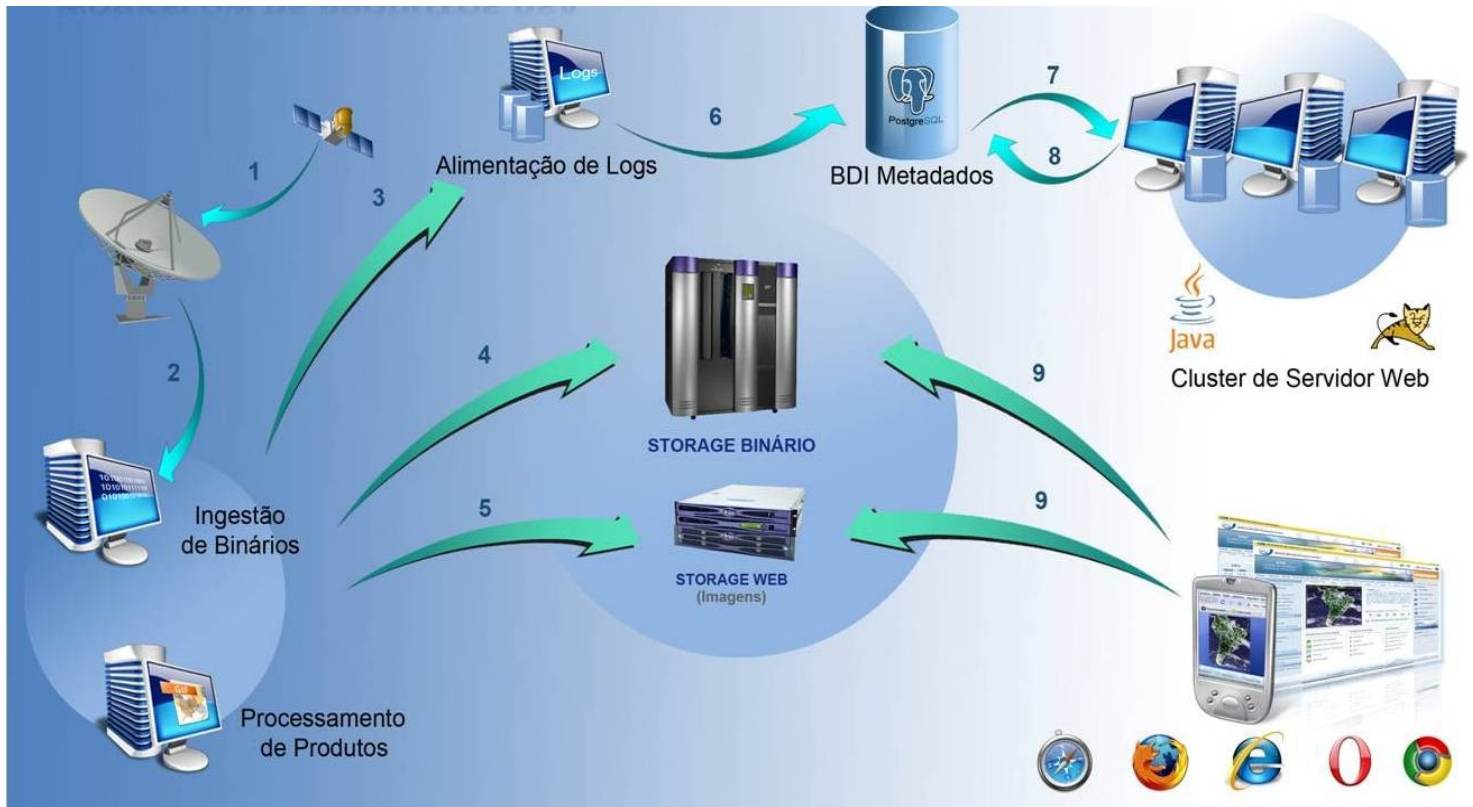 Logs
PostgreSQL
1
3
6
7
8
Alimentação de Logs
BDI Metadados
2
4
9
Java
Cluster de Servidor Web
STORAGE BINÁRIO
Ingestão
de Binários
5
9
STORAGE WEB
(Imagens)
GIF
Processamento
de Produtos